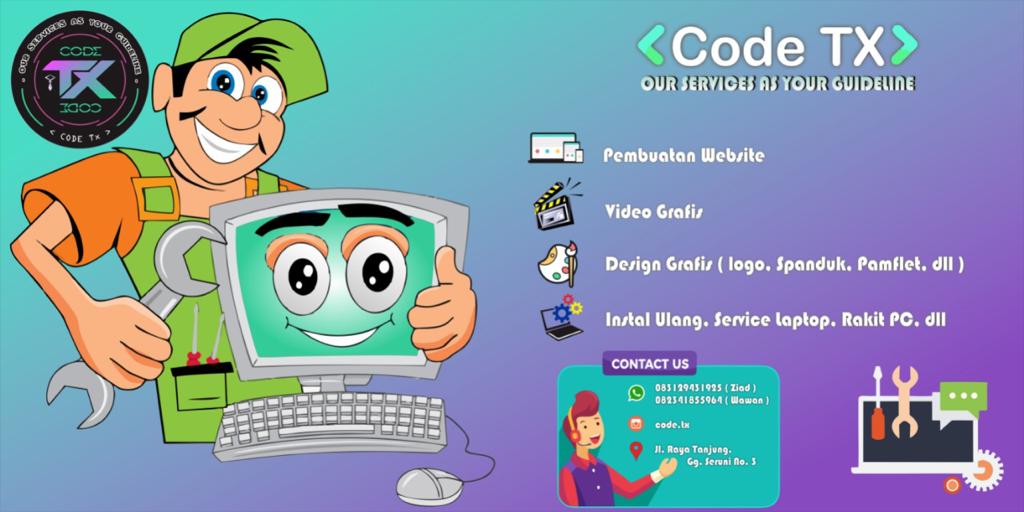 OUR SERVICES AS YOUR GUIDELINE
CODE
TX
CODE
< CODE Tx >
<Code TX>
OUR SERVICES AS YOUR GUIDELINE
Pembuatan Website
Video Grafis
Design Grafis ( logo, Spanduk, Pamflet, dll )
Instal Ulang, Service Laptop, Rakit PC, dll
CONTACT US
083129431925 ( Ziad )
082341855964 ( Wawan )
code.tx
Jl. Raya Tanjung,
Gg. Seruni No. 3